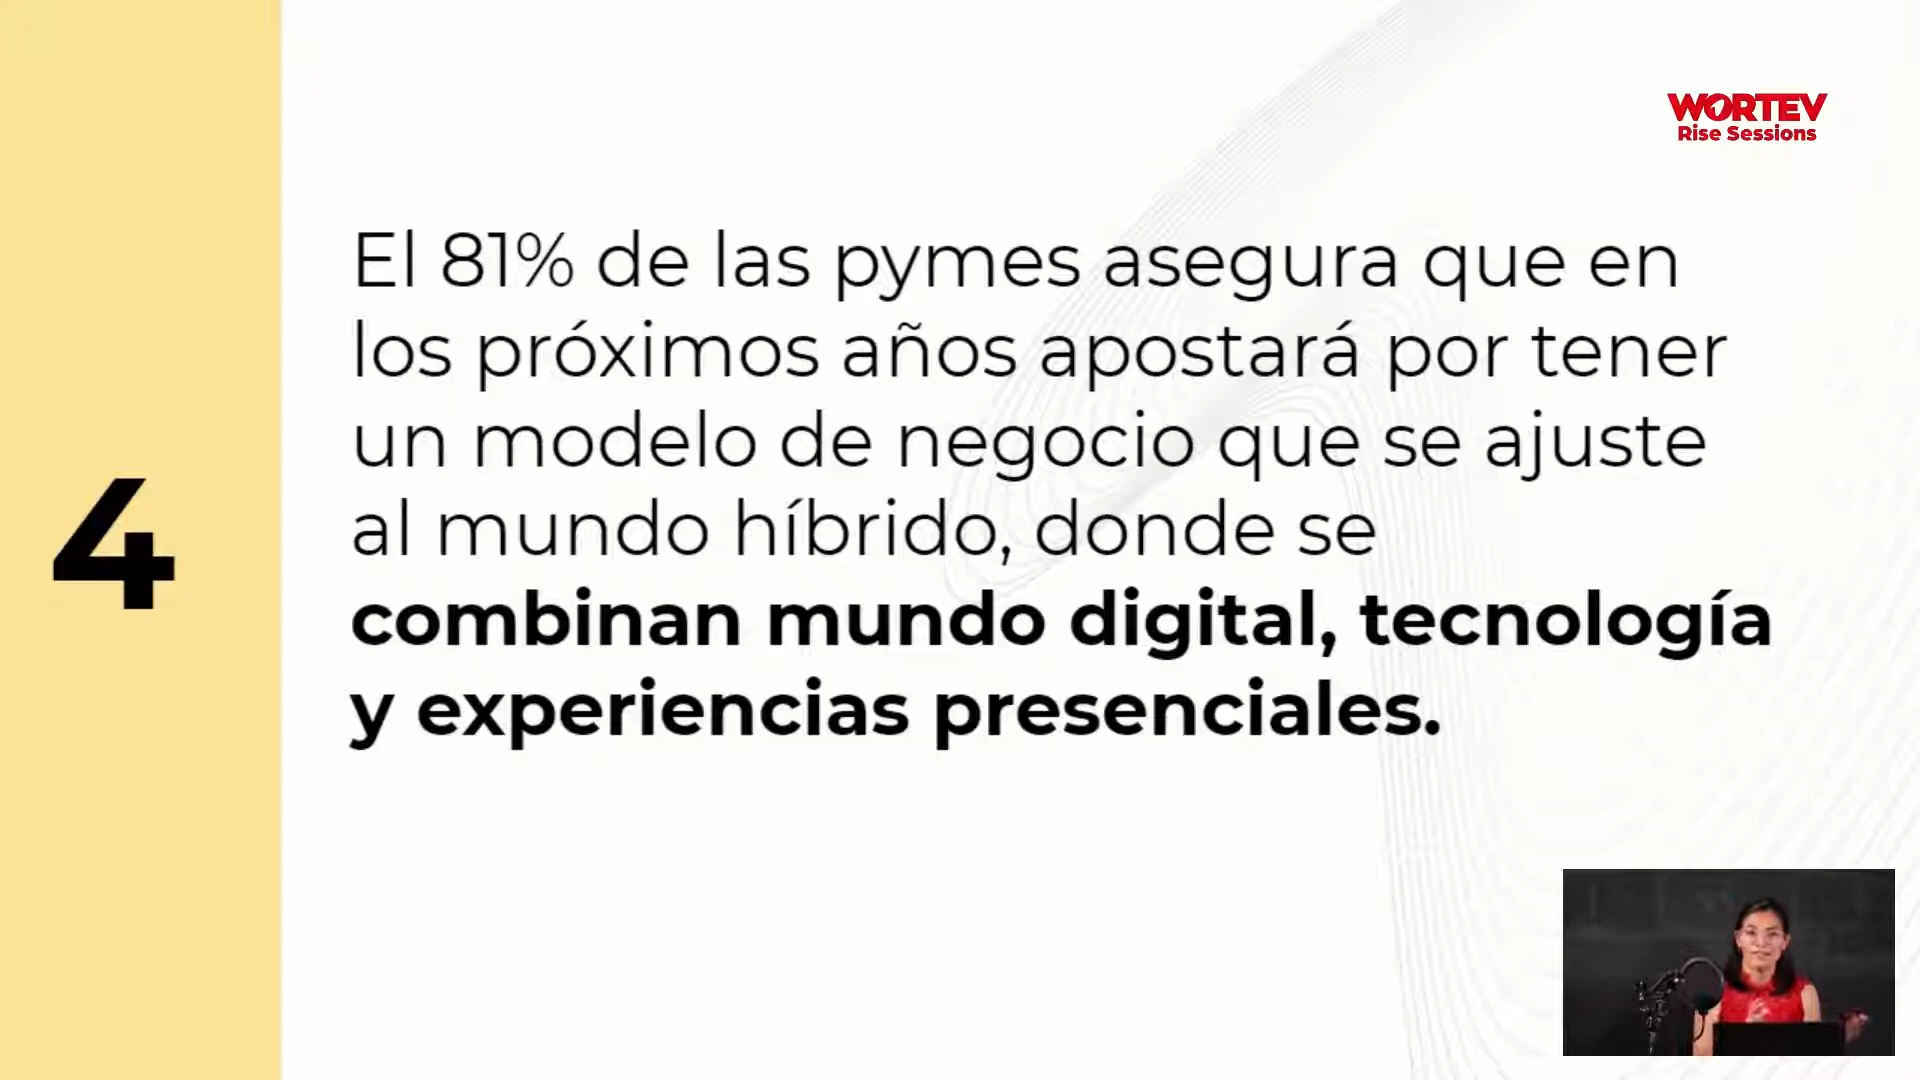 WORTEV
Rise Sessions
4
El 81% de las pymes asegura que en
los próximos años apostará por tener
un modelo de negocio que se ajuste
al mundo híbrido, donde se
combinan mundo digital, tecnología
y experiencias presenciales.